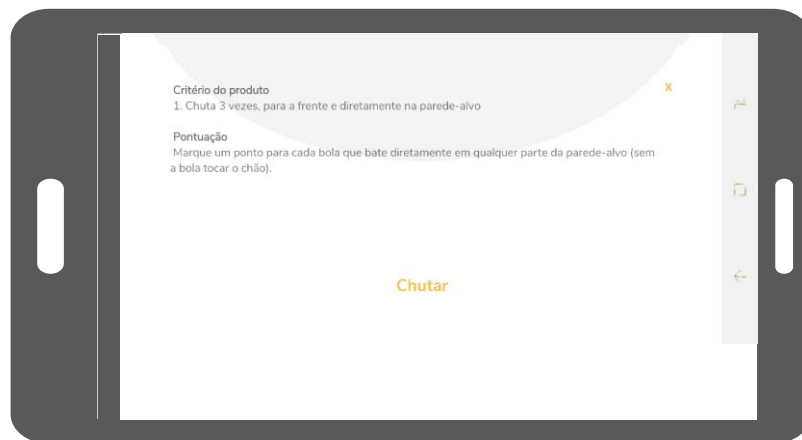 Critério do produto
X
1. Chuta 3 vezes, para a frente e diretamente na parede-alvo
Pontuação
Marque um ponto para cada bola que bate diretamente em qualquer parte da parede-alvo (sem
a bola tocar o chão).
Chutar